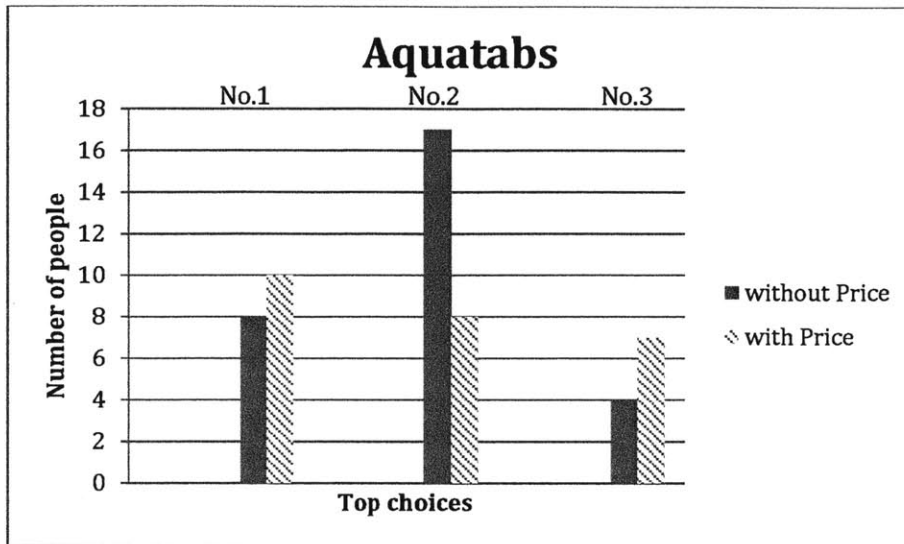 Aquatabs
No.1 No.2 No.3
18
16
14
12
10
8
6
4
2
0
Number of people
Top choices
without Price
with Price